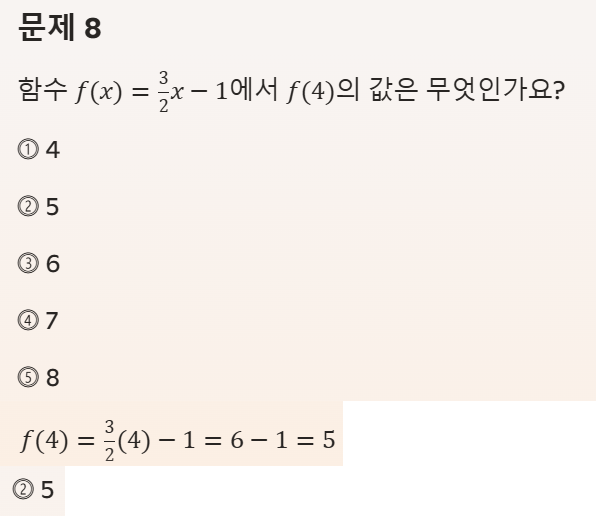 문제 8
함수 f(x) = 3/2 x − 1에서 f(4)의 값은 무엇인가요?
① 4
② 5
③ 6
④ 7
⑤ 8
f(4) = 3/2 (4) − 1 = 6 − 1 = 5
② 5